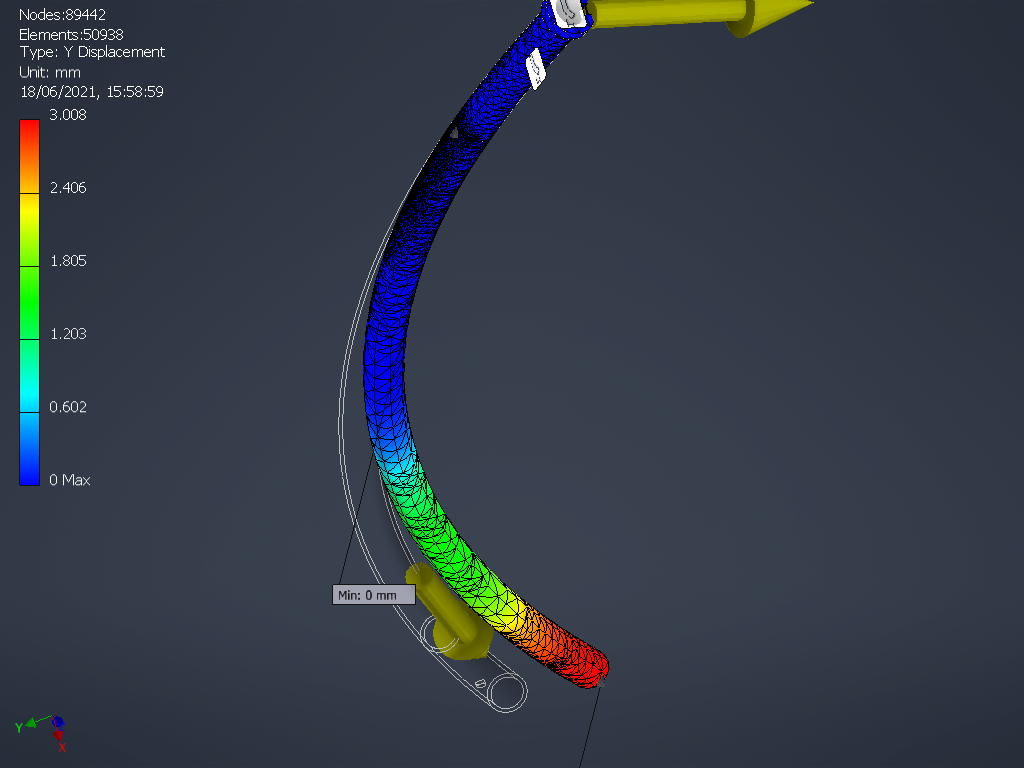 Nodes:89442
Elements:50938
Type: Y Displacement
Unit: mm
18/06/2021, 15:58:59
3.008
2.406
1.805
1.203
0.602
0 Max
Min: 0 mm
Y
X